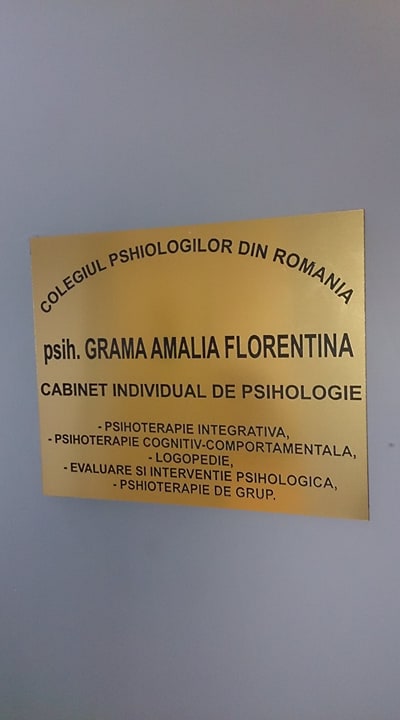 COLEGIUL PSHIOLOGILOR DIN ROMANIA
psih. GRAMA AMALIA FLORENTINA
CABINET INDIVIDUAL DE PSIHOLOGIE
- PSIHOTERAPIE INTEGRATIVA,
- PSIHOTERAPIE COGNITIV-COMPORTAMENTALA,
- LOGOPEDIE,
- EVALUARE SI INTERVENTIE PSIHOLOGICA,
- PSHIOTERAPIE DE GRUP.